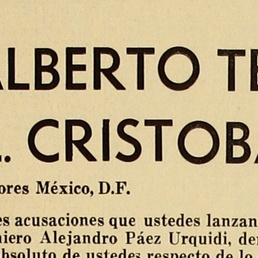 ALBERTO TE
. CRISTOBA
ores México, D.F.
es acusaciones que ustedes lanzan
niero Alejandro Páez Urquidi, de
bsoluto de ustedes respecto de lo